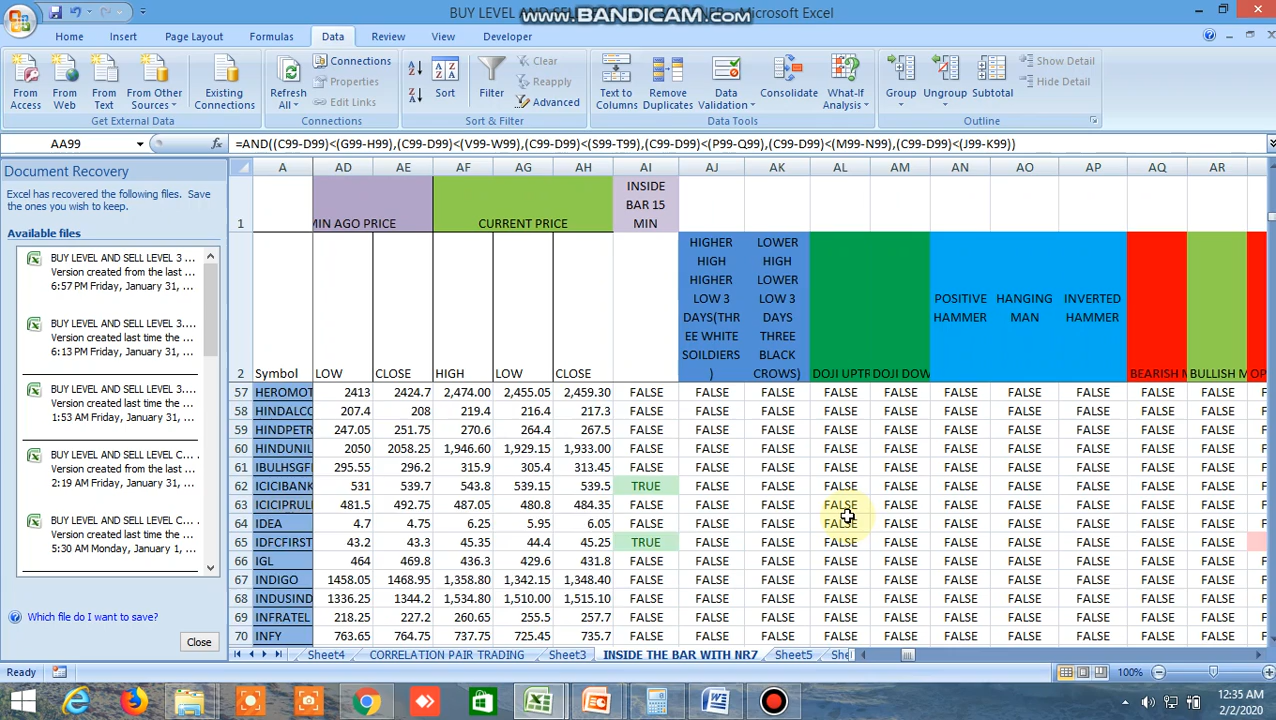 BUY LEVEL AND SE
www.BANDICAM.com
NER - Microsoft Excel
Home Insert Page Layout Formulas Data Review View Developer
From Access From Web From Text From Other Sources Existing Connections
Get External Data
Refresh All Connections Properties Edit Links
Connections
Sort Filter Clear Reapply Advanced
Sort & Filter
Text to Columns Remove Duplicates Data Validation Consolidate What-If Analysis
Data Tools
Group Ungroup Subtotal Show Detail Hide Detail
Outline
AA99 fx =AND((C99-D99)<(G99-H99),(C99-D99)<(V99-W99),(C99-D99)<(S99-T99),(C99-D99)<(P99-Q99),(C99-D99)<(M99-N99),(C99-D99)<(J99-K99))
Document Recovery
Excel has recovered the following files. Save
the ones you wish to keep.
Available files
BUY LEVEL AND SELL LEVEL 3 ...
Version created from the last ...
6:57 PM Friday, January 31, ...
BUY LEVEL AND SELL LEVEL 3....
Version created last time the ...
6:13 PM Friday, January 31, ...
BUY LEVEL AND SELL LEVEL 3....
Version created last time the ...
1:53 AM Friday, January 31, ...
BUY LEVEL AND SELL LEVEL C...
Version created last time the ...
2:19 AM Friday, January 31, ...
BUY LEVEL AND SELL LEVEL C...
Version created last time the ...
5:30 AM Monday, January 1, ...
Which file do I want to save?
Close
A AD AE AF AG AH AI AJ AK AL AM AN AO AP AQ AR
1 MIN AGO PRICE CURRENT PRICE INSIDE BAR 15 MIN
2 Symbol LOW CLOSE HIGH LOW CLOSE HIGHER HIGH HIGHER LOW 3 DAYS(THREE WHITE SOILDIERS) LOWER HIGH LOWER LOW 3 DAYS THREE BLACK CROWS) DOJI UPTR DOJI DOW POSITIVE HAMMER HANGING MAN INVERTED HAMMER BEARISH M BULLISH M OP
57 HEROMOT 2413 2424.7 2,474.00 2,455.05 2,459.30 FALSE FALSE FALSE FALSE FALSE FALSE FALSE FALSE FALSE FALSE F
58 HINDALCO 207.4 208 219.4 216.4 217.3 FALSE FALSE FALSE FALSE FALSE FALSE FALSE FALSE FALSE FALSE F
59 HINDPETR 247.05 251.75 270.6 264.4 267.5 FALSE FALSE FALSE FALSE FALSE FALSE FALSE FALSE FALSE FALSE F
60 HINDUNIL 2050 2058.25 1,946.60 1,929.15 1,933.00 FALSE FALSE FALSE FALSE FALSE FALSE FALSE FALSE FALSE FALSE F
61 IBULHSGF 295.55 296.2 315.9 305.4 313.45 FALSE FALSE FALSE FALSE FALSE FALSE FALSE FALSE FALSE FALSE F
62 ICICIBANK 531 539.7 543.8 539.15 539.5 TRUE FALSE FALSE FALSE FALSE FALSE FALSE FALSE FALSE FALSE F
63 ICICIPRUL 481.5 492.75 487.05 480.8 484.35 FALSE FALSE FALSE FALSE FALSE FALSE FALSE FALSE FALSE FALSE F
64 IDEA 4.7 4.75 6.25 5.95 6.05 FALSE FALSE FALSE FALSE FALSE FALSE FALSE FALSE FALSE FALSE F
65 IDFCFIRST 43.2 43.3 45.35 44.4 45.25 TRUE FALSE FALSE FALSE FALSE FALSE FALSE FALSE FALSE FALSE F
66 IGL 464 469.8 436.3 429.6 431.8 FALSE FALSE FALSE FALSE FALSE FALSE FALSE FALSE FALSE FALSE F
67 INDIGO 1458.05 1468.95 1,358.80 1,342.15 1,348.40 FALSE FALSE FALSE FALSE FALSE FALSE FALSE FALSE FALSE FALSE F
68 INDUSIND 1336.25 1344.2 1,534.80 1,510.00 1,515.10 FALSE FALSE FALSE FALSE FALSE FALSE FALSE FALSE FALSE FALSE F
69 INFRATEL 218.25 227.2 260.65 255.5 257.7 FALSE FALSE FALSE FALSE FALSE FALSE FALSE FALSE FALSE FALSE F
70 INFY 763.65 764.75 737.75 725.45 735.7 FALSE FALSE FALSE FALSE FALSE FALSE FALSE FALSE FALSE FALSE F
Sheet4 CORRELATION PAIR TRADING Sheet3 INSIDE THE BAR WITH NR7 Sheet5 She
Ready 100%
12:35 AM
2/2/2020